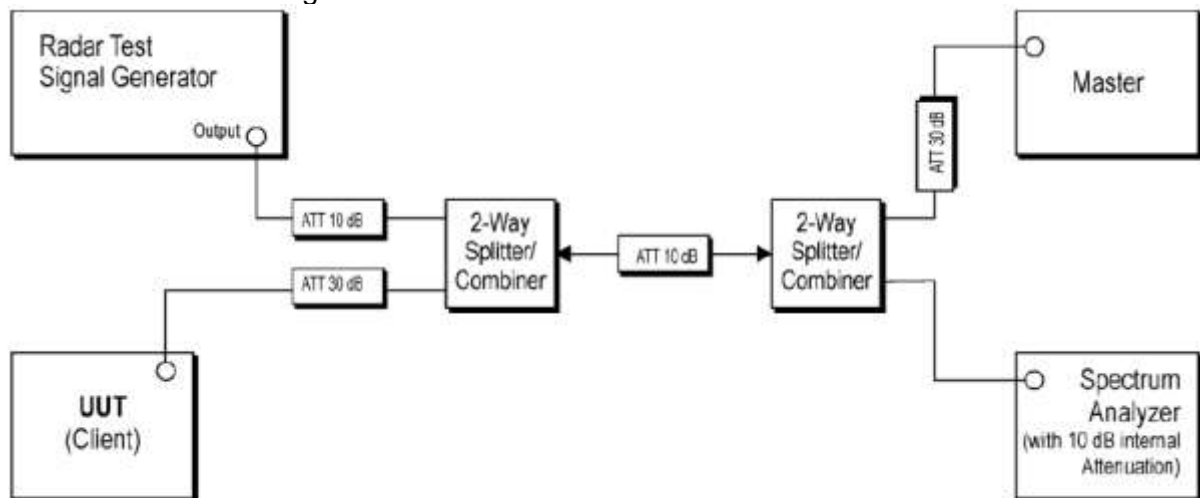 Radar Test
Signal Generator
Output
ATT 10 dB
ATT 30 dB
UUT
(Client)
2-Way
Splitter/
Combiner
ATT 10 dB
2-Way
Splitter/
Combiner
ATT 30 dB
Master
Spectrum
Analyzer
(with 10 dB internal
Attenuation)